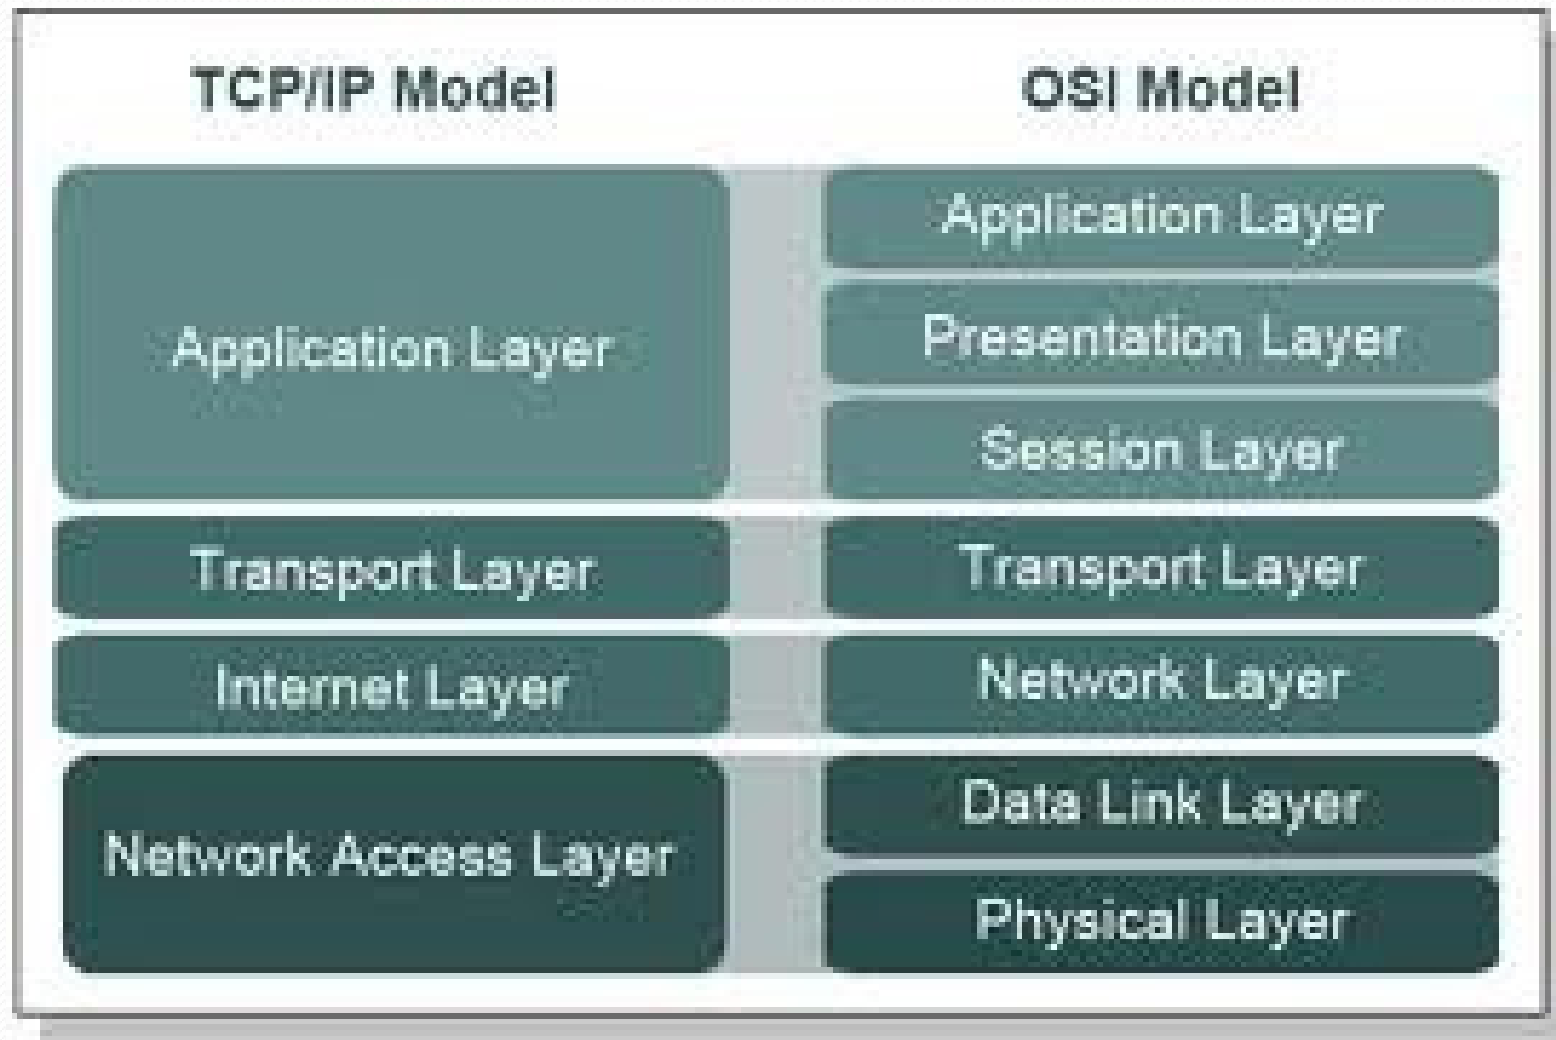 TCP/IP Model
OSI Model
Application Layer
Transport Layer
Internet Layer
Network Access Layer
Application Layer
Presentation Layer
Session Layer
Transport Layer
Network Layer
Data Link Layer
Physical Layer